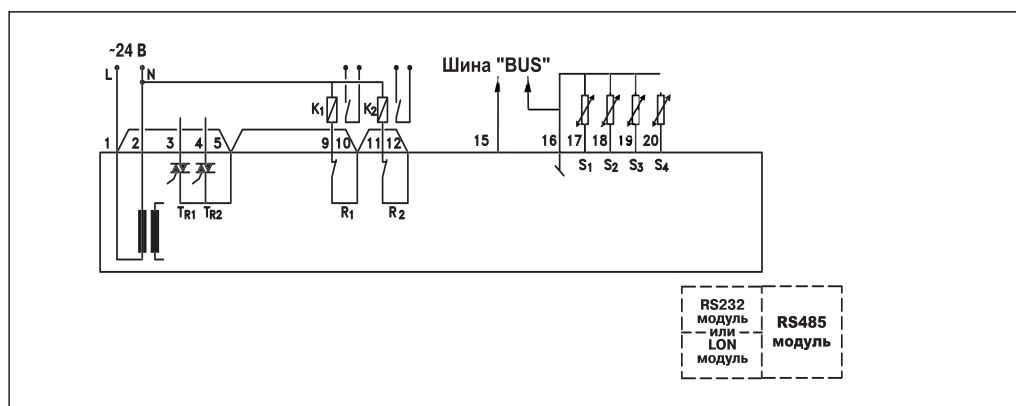 ~24 В
L N
Шина "BUS"
K1 K2
1 2 3 4 5 9 10 11 12 15 16 17 18 19 20
S1 S2 S3 S4
TR1 TR2 R1 R2
RS232
модуль
или
LON
модуль
RS485
модуль